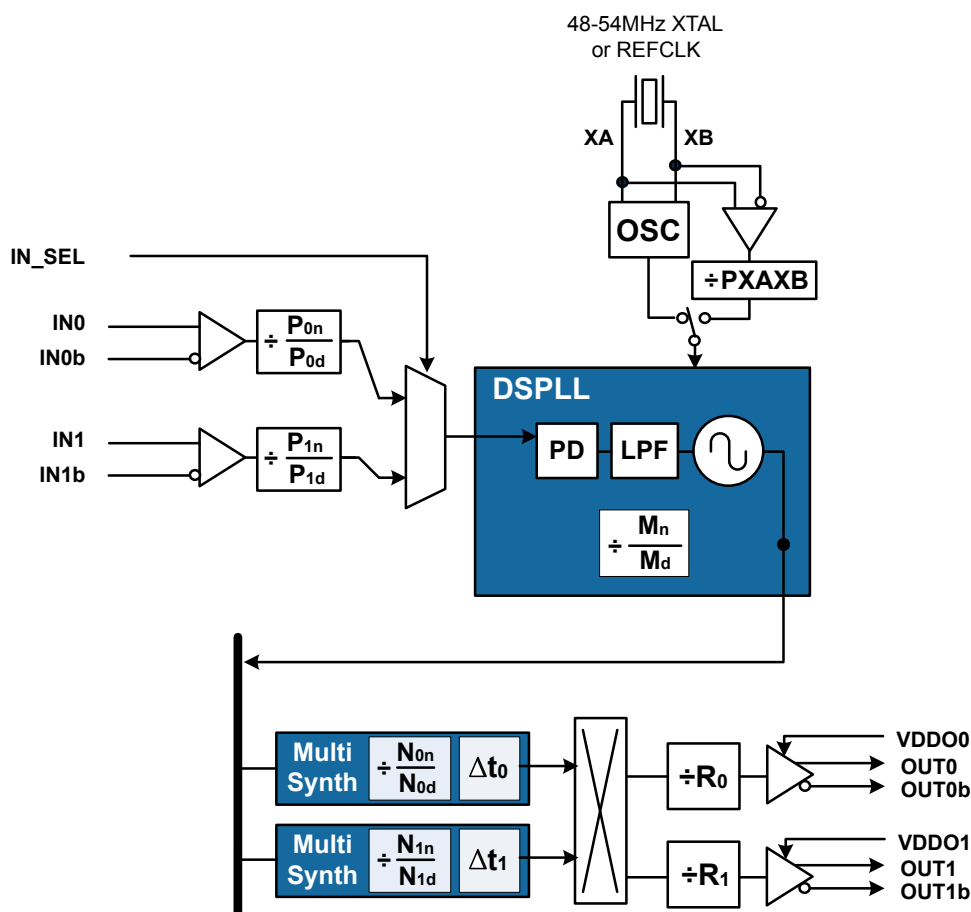 48-54MHz XTAL
or REFCLK
XA
XB
OSC
÷PXAXB
IN_SEL
IN0
IN0b
÷ P0n
P0d
IN1
IN1b
÷ P1n
P1d
DSPLL
PD
LPF
÷ Mn
Md
Multi
Synth
÷ N0n
N0d
Δt0
÷R0
VDDO0
OUT0
OUT0b
Multi
Synth
÷ N1n
N1d
Δt1
÷R1
VDDO1
OUT1
OUT1b